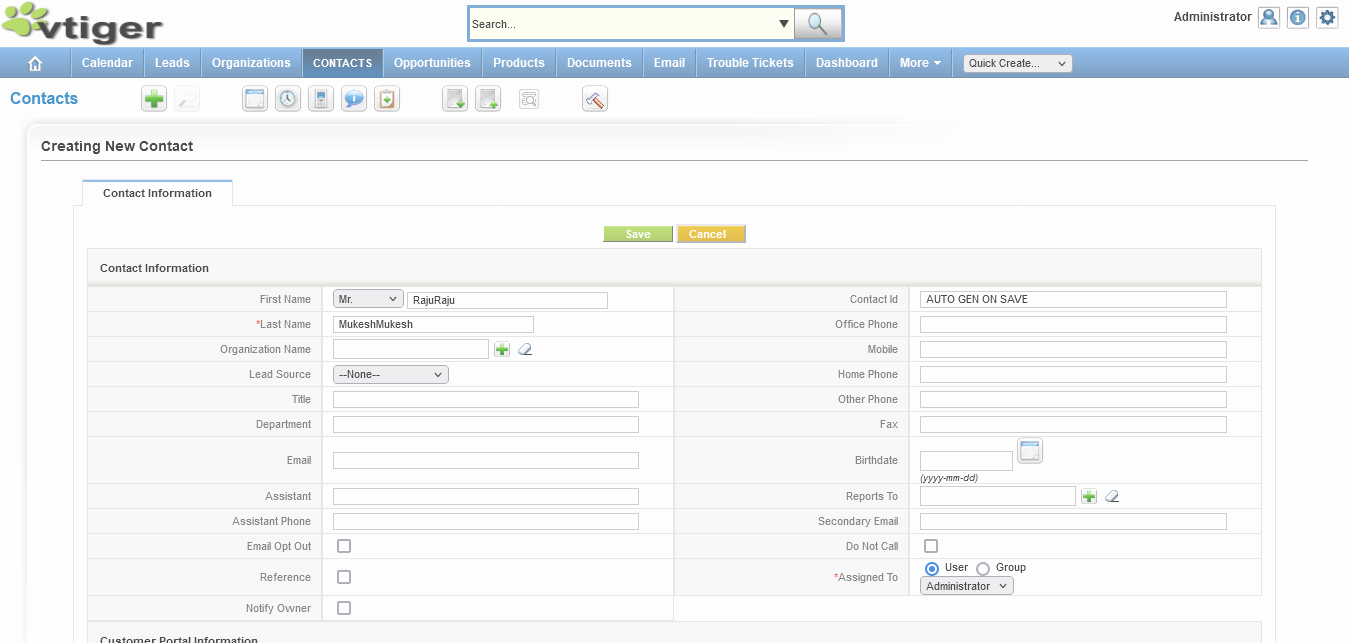 vtiger
Search...
Administrator
Calendar Leads Organizations CONTACTS Opportunities Products Documents Email Trouble Tickets Dashboard More Quick Create...
Contacts
Creating New Contact
Contact Information
Save Cancel
Contact Information
First Name Mr. RajuRaju Contact Id AUTO GEN ON SAVE
*Last Name MukeshMukesh Office Phone
Organization Name Mobile
Lead Source --None-- Home Phone
Title Other Phone
Department Fax
Email Birthdate
(yyyy-mm-dd)
Assistant Reports To
Assistant Phone Secondary Email
Email Opt Out Do Not Call
Reference *Assigned To User Group
Administrator
Notify Owner
Customer Portal Information